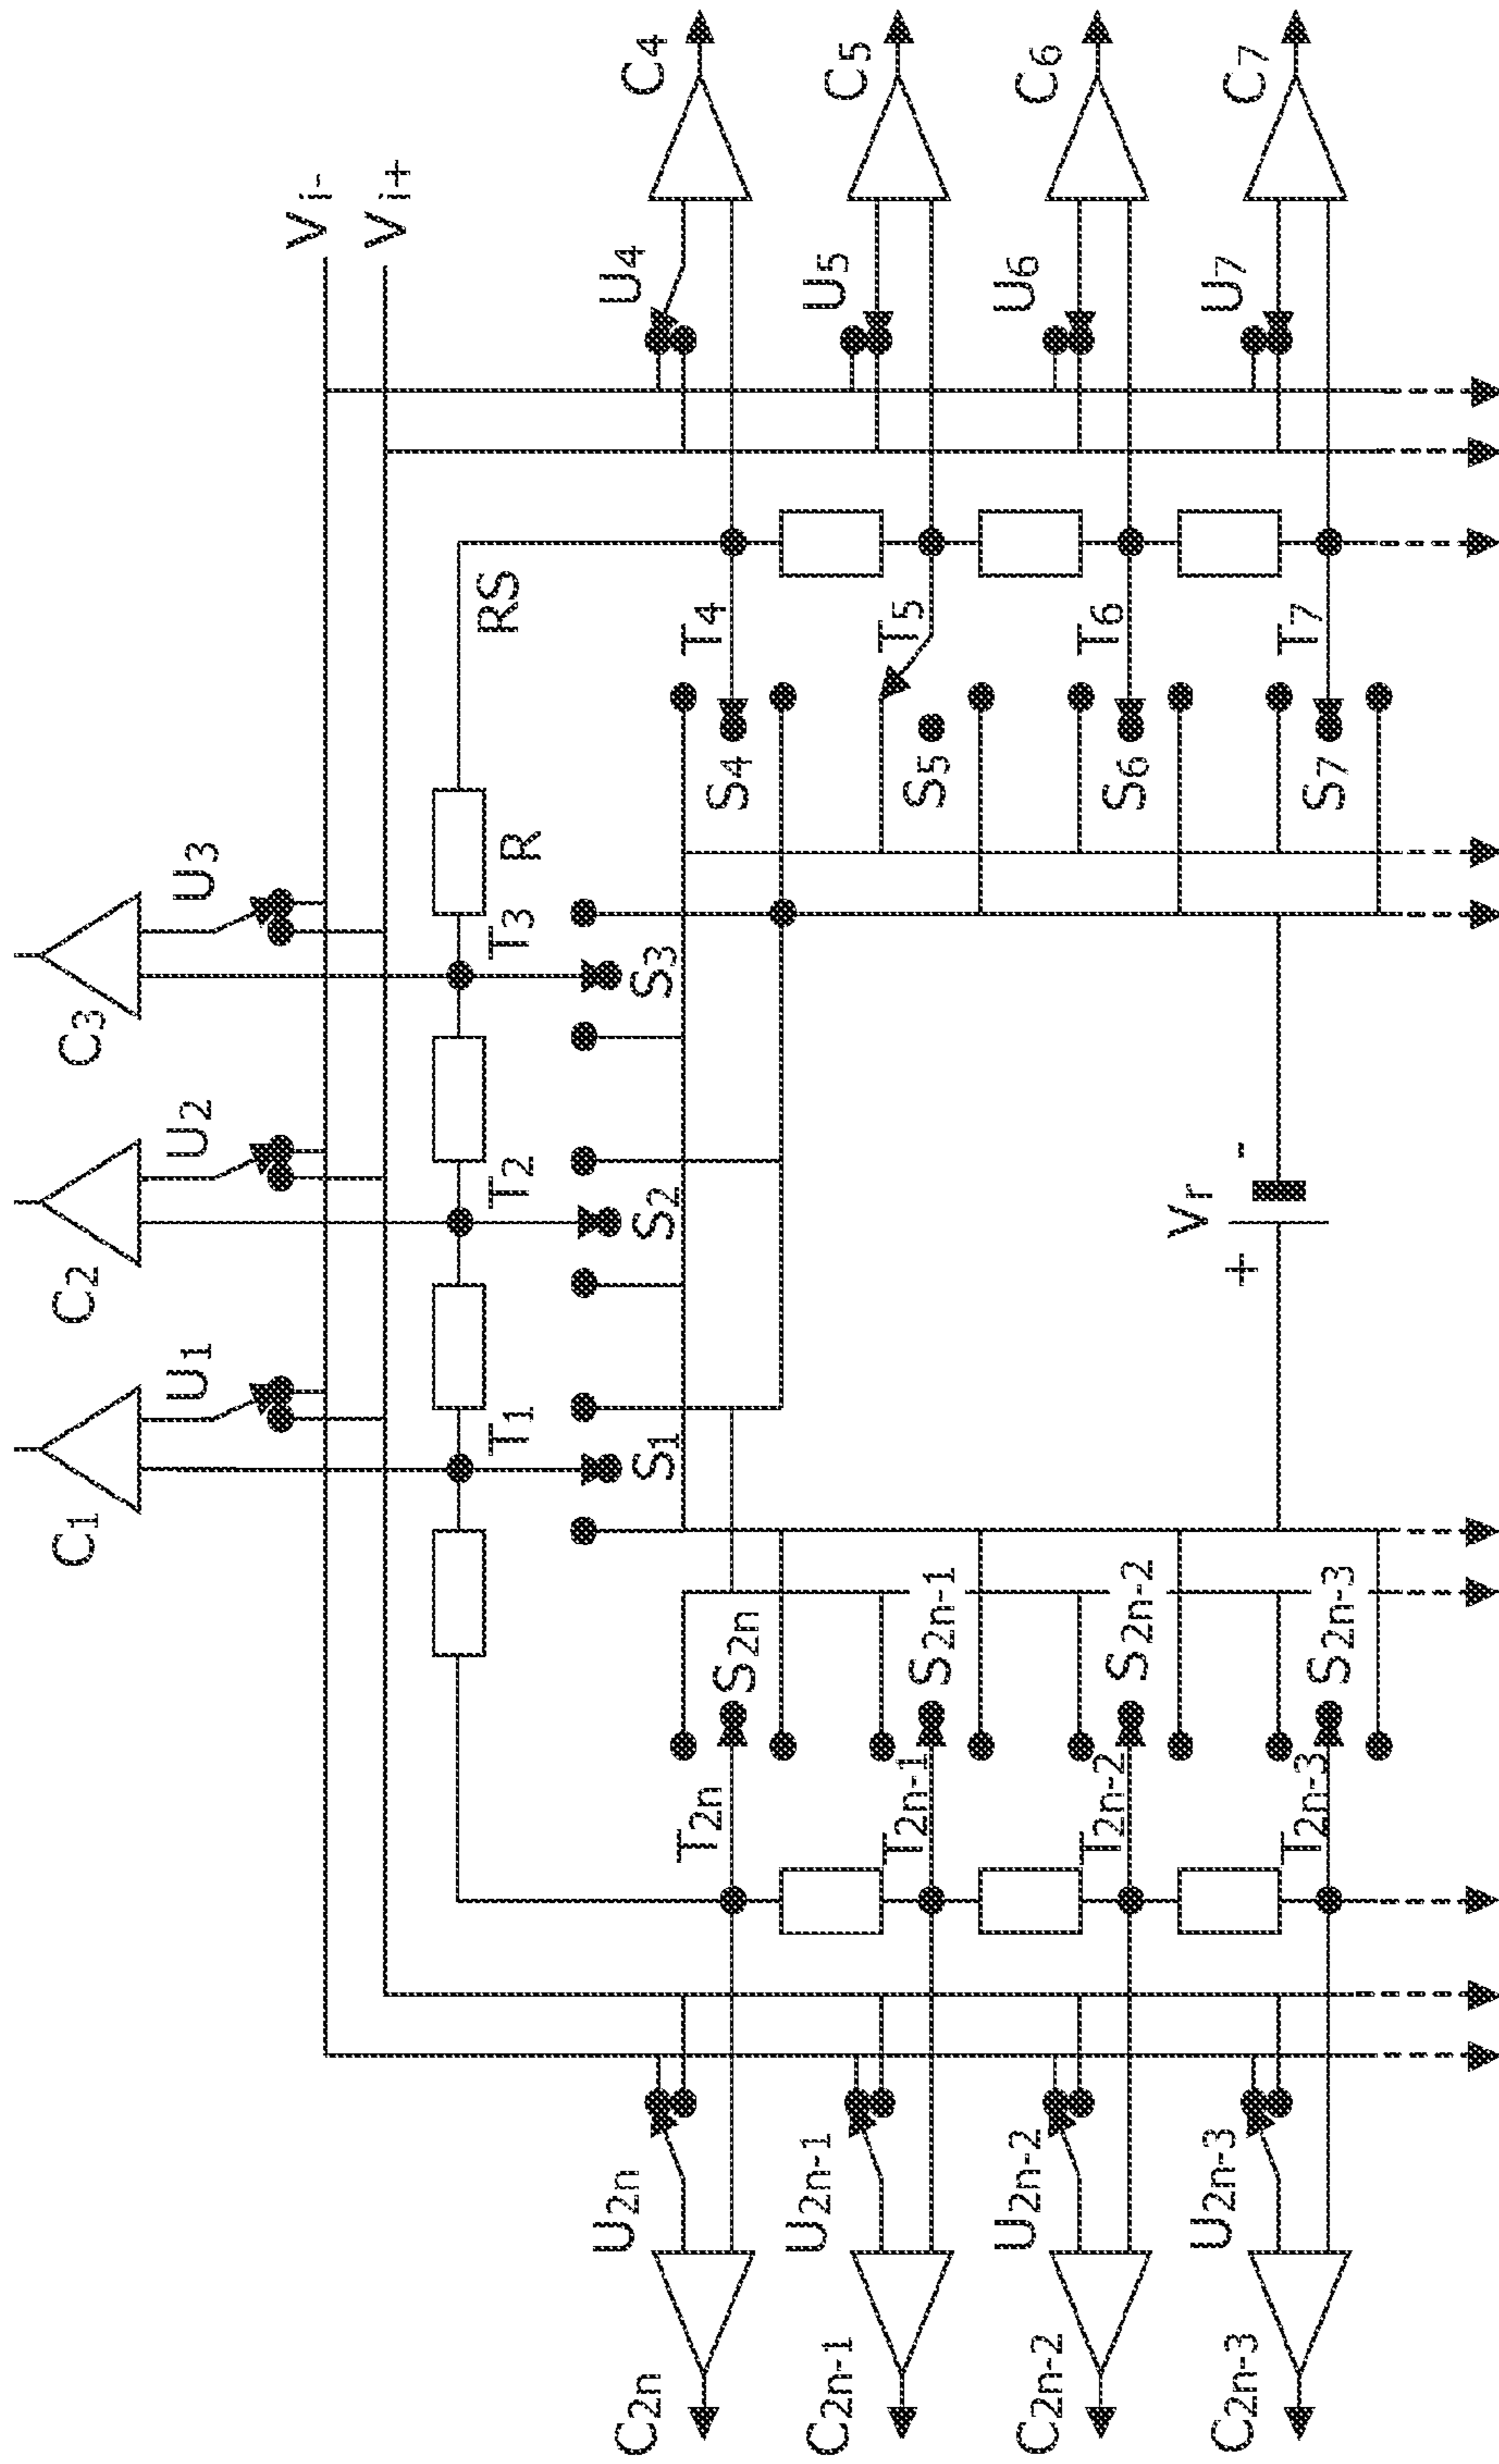 C4
C5
C6
C7
Vi-
Vi+
U4
U5
U6
U7
RS
T4
T5
T6
T7
S4
S5
S6
S7
R
U3
T3
S3
C3
U2
T2
S2
C2
U1
T1
S1
C1
Vr
-
+
S2n
S2n-1
S2n-2
S2n-3
T2n
T2n-1
T2n-2
T2n-3
U2n
U2n-1
U2n-2
U2n-3
C2n
C2n-1
C2n-2
C2n-3